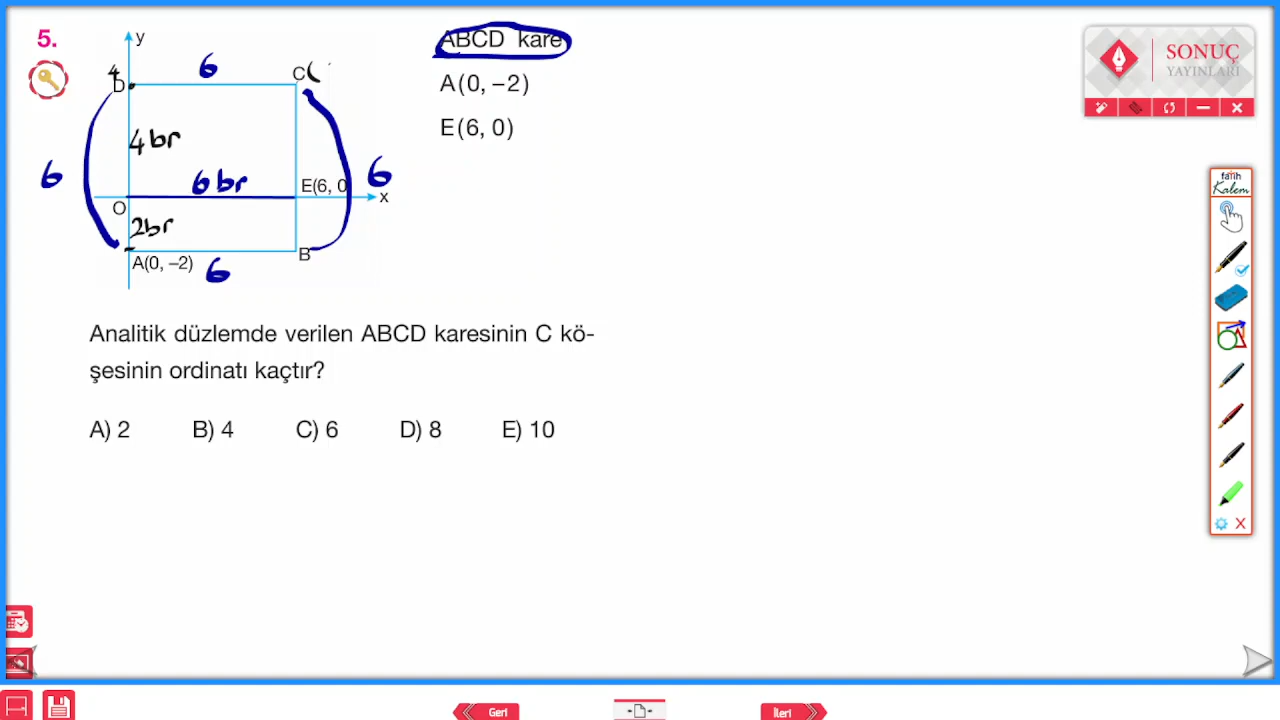 5.
y
ABCD kare
SONUÇ
YAYINLARI
4
6
D
C(
A(0, –2)
4br
E(6, 0)
fatih
Kalem
6
6br
E(6, 0
6
x
O
2br
B
A(0, –2)
6
Analitik düzlemde verilen ABCD karesinin C kö-
şesinin ordinatı kaçtır?
A) 2 B) 4 C) 6 D) 8 E) 10
Geri
İleri